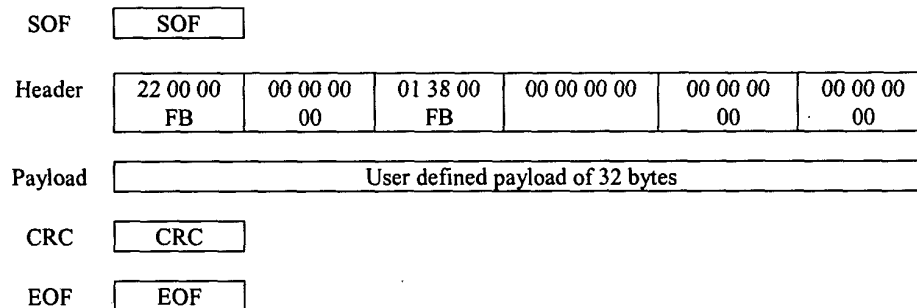 SOF SOF
Header 22 00 00 00 00 00 01 38 00 00 00 00 00 00 00 00 00 00 00
FB 00 FB 00 00
Payload User defined payload of 32 bytes
CRC CRC
EOF EOF